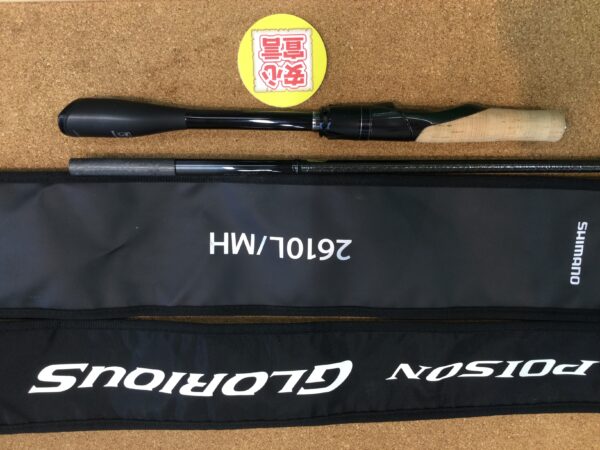 安心
宣言
SHIMANO
2610L/MH
POISON GLORIOUS